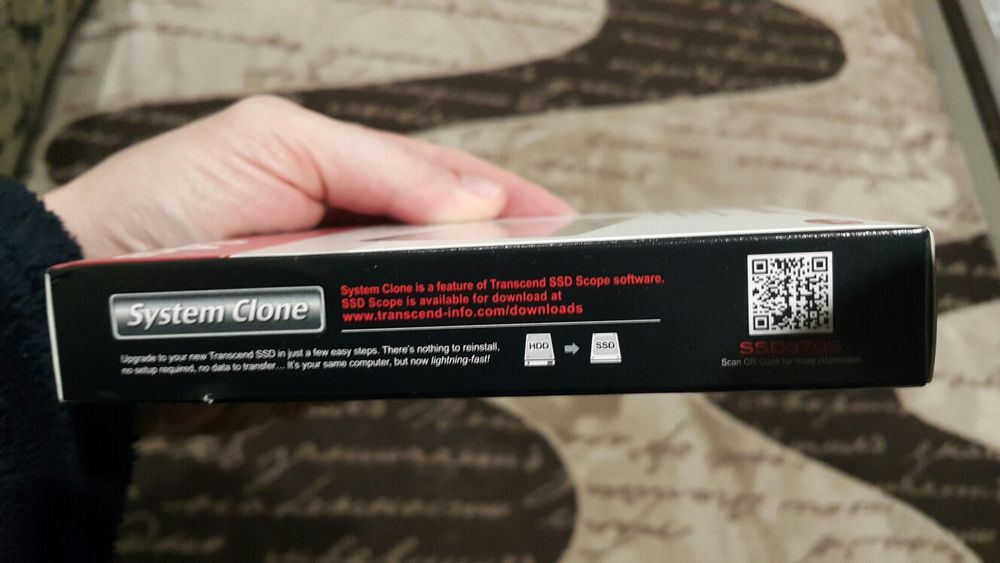 System Clone
System Clone is a feature of Transcend SSD Scope software.
SSD Scope is available for download at
www.transcend-info.com/downloads
Upgrade to your new Transcend SSD in just a few easy steps. There's nothing to reinstall,
no setup required, no data to transfer... It's your same computer, but now lightning-fast!
HDD
SSD
SSD370S
Scan QR Code for more information